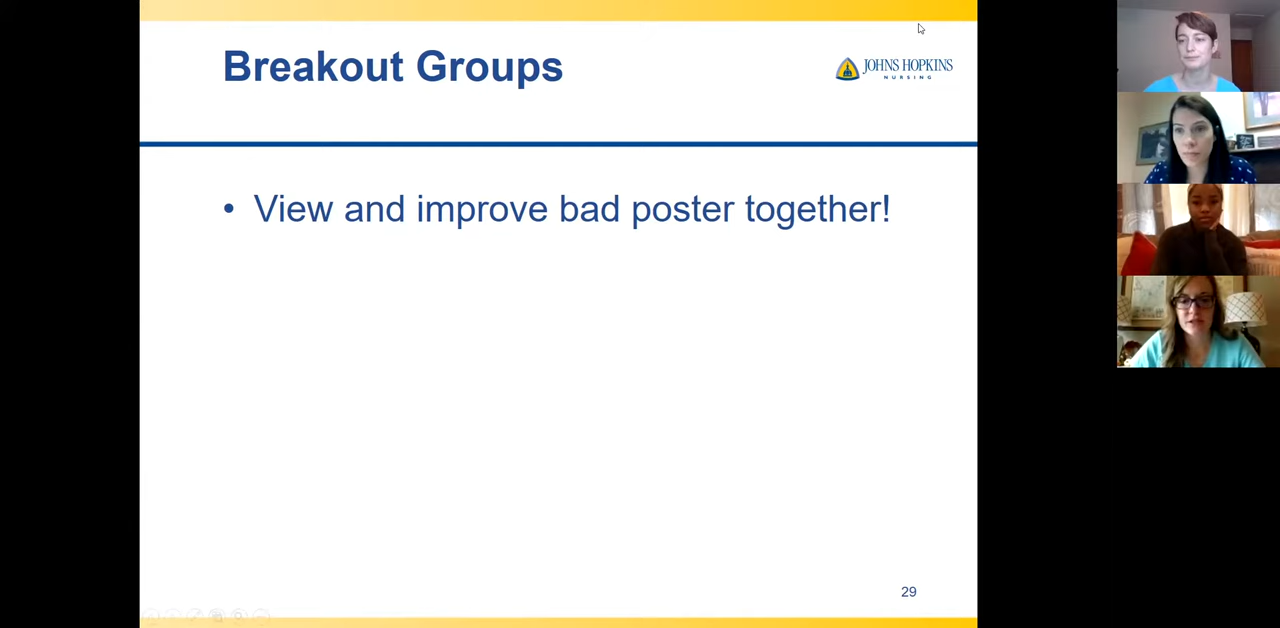 Breakout Groups
JOHNS HOPKINS
NURSING
• View and improve bad poster together!
29